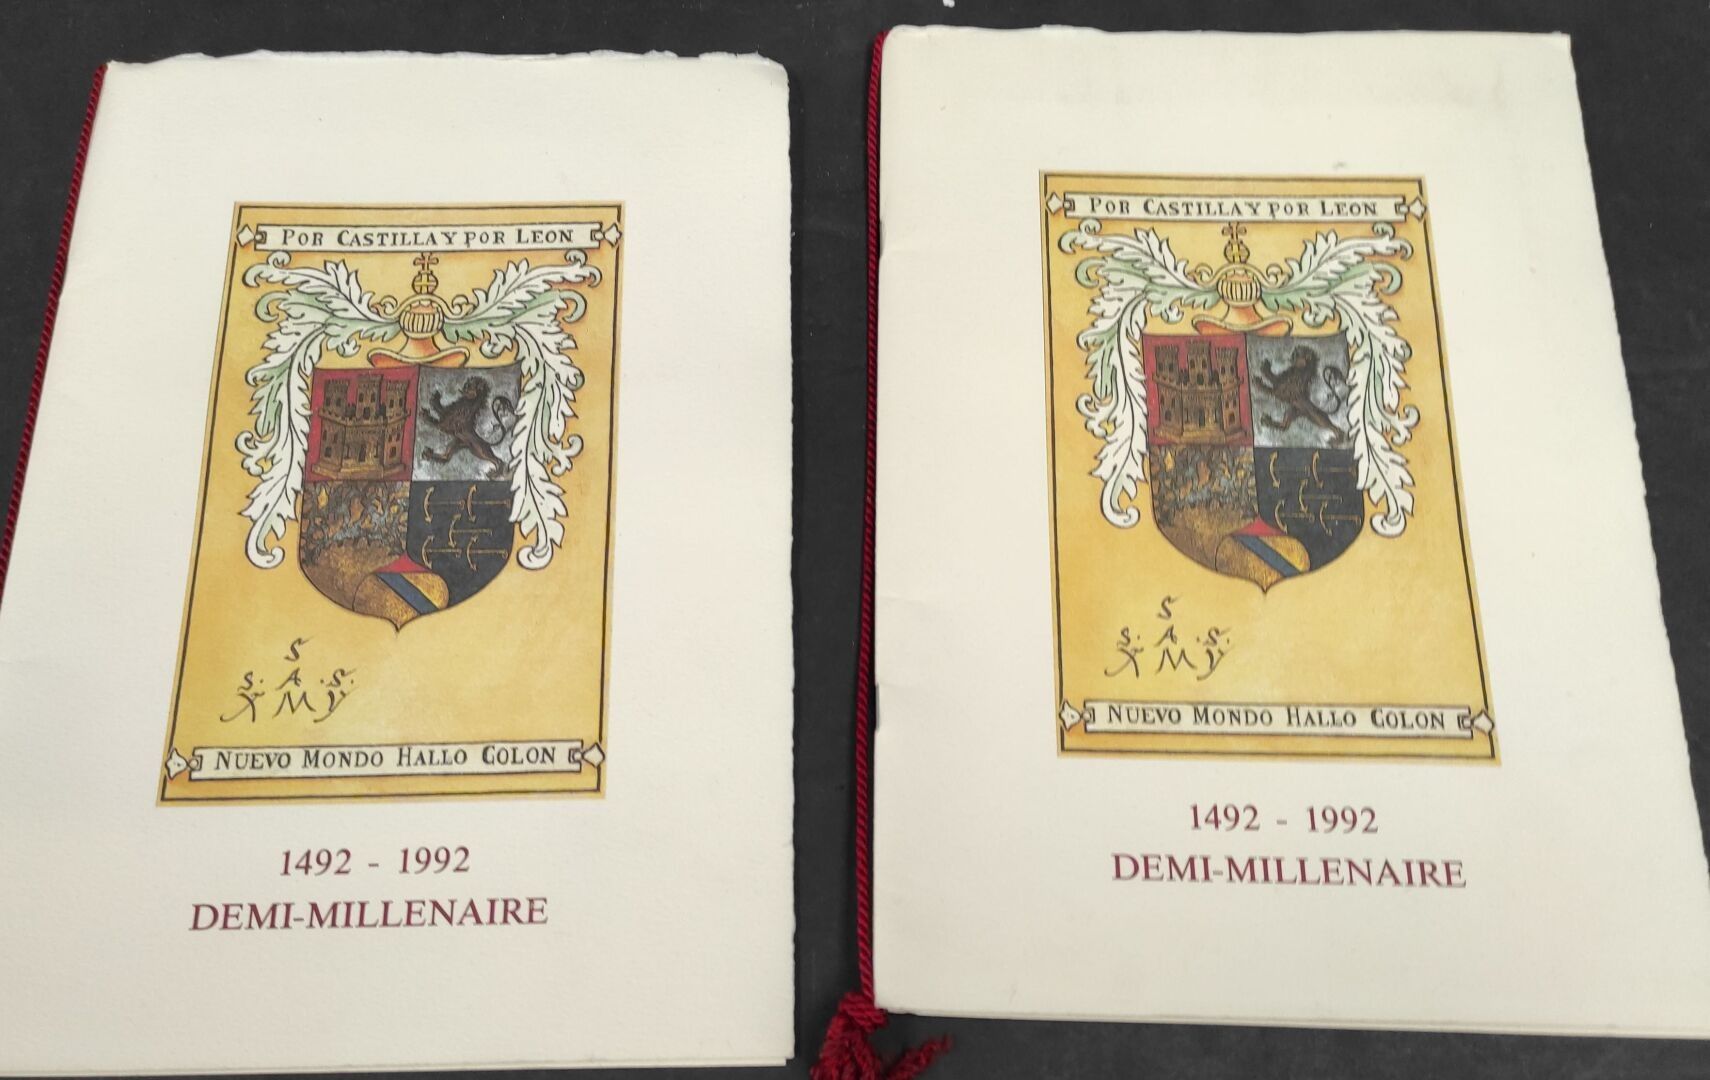 POR CASTILLA Y POR LEON
S
S. A .S.
X M Y
NUEVO MONDO HALLO COLON
1492 - 1992
DEMI-MILLENAIRE
POR CASTILLA Y POR LEON
S
S. A .S.
X M Y
NUEVO MONDO HALLO COLON
1492 - 1992
DEMI-MILLENAIRE